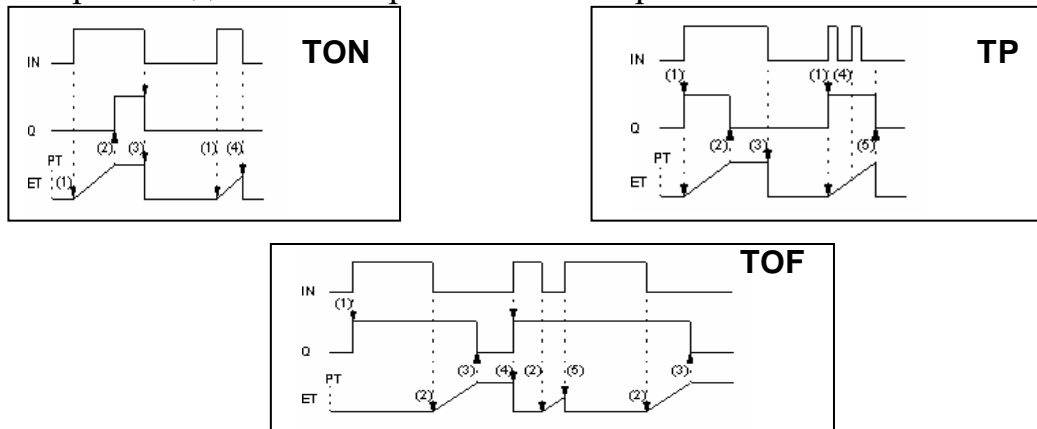 TON
IN
Q
(2) (3) (1) (4)
PT
ET (1)
TP
IN
(1) (1) (4)
Q
(2) (3) (5)
PT
ET
TOF
IN
(1)
Q
(3) (4) (2) (5) (3)
PT
ET (2) (2)